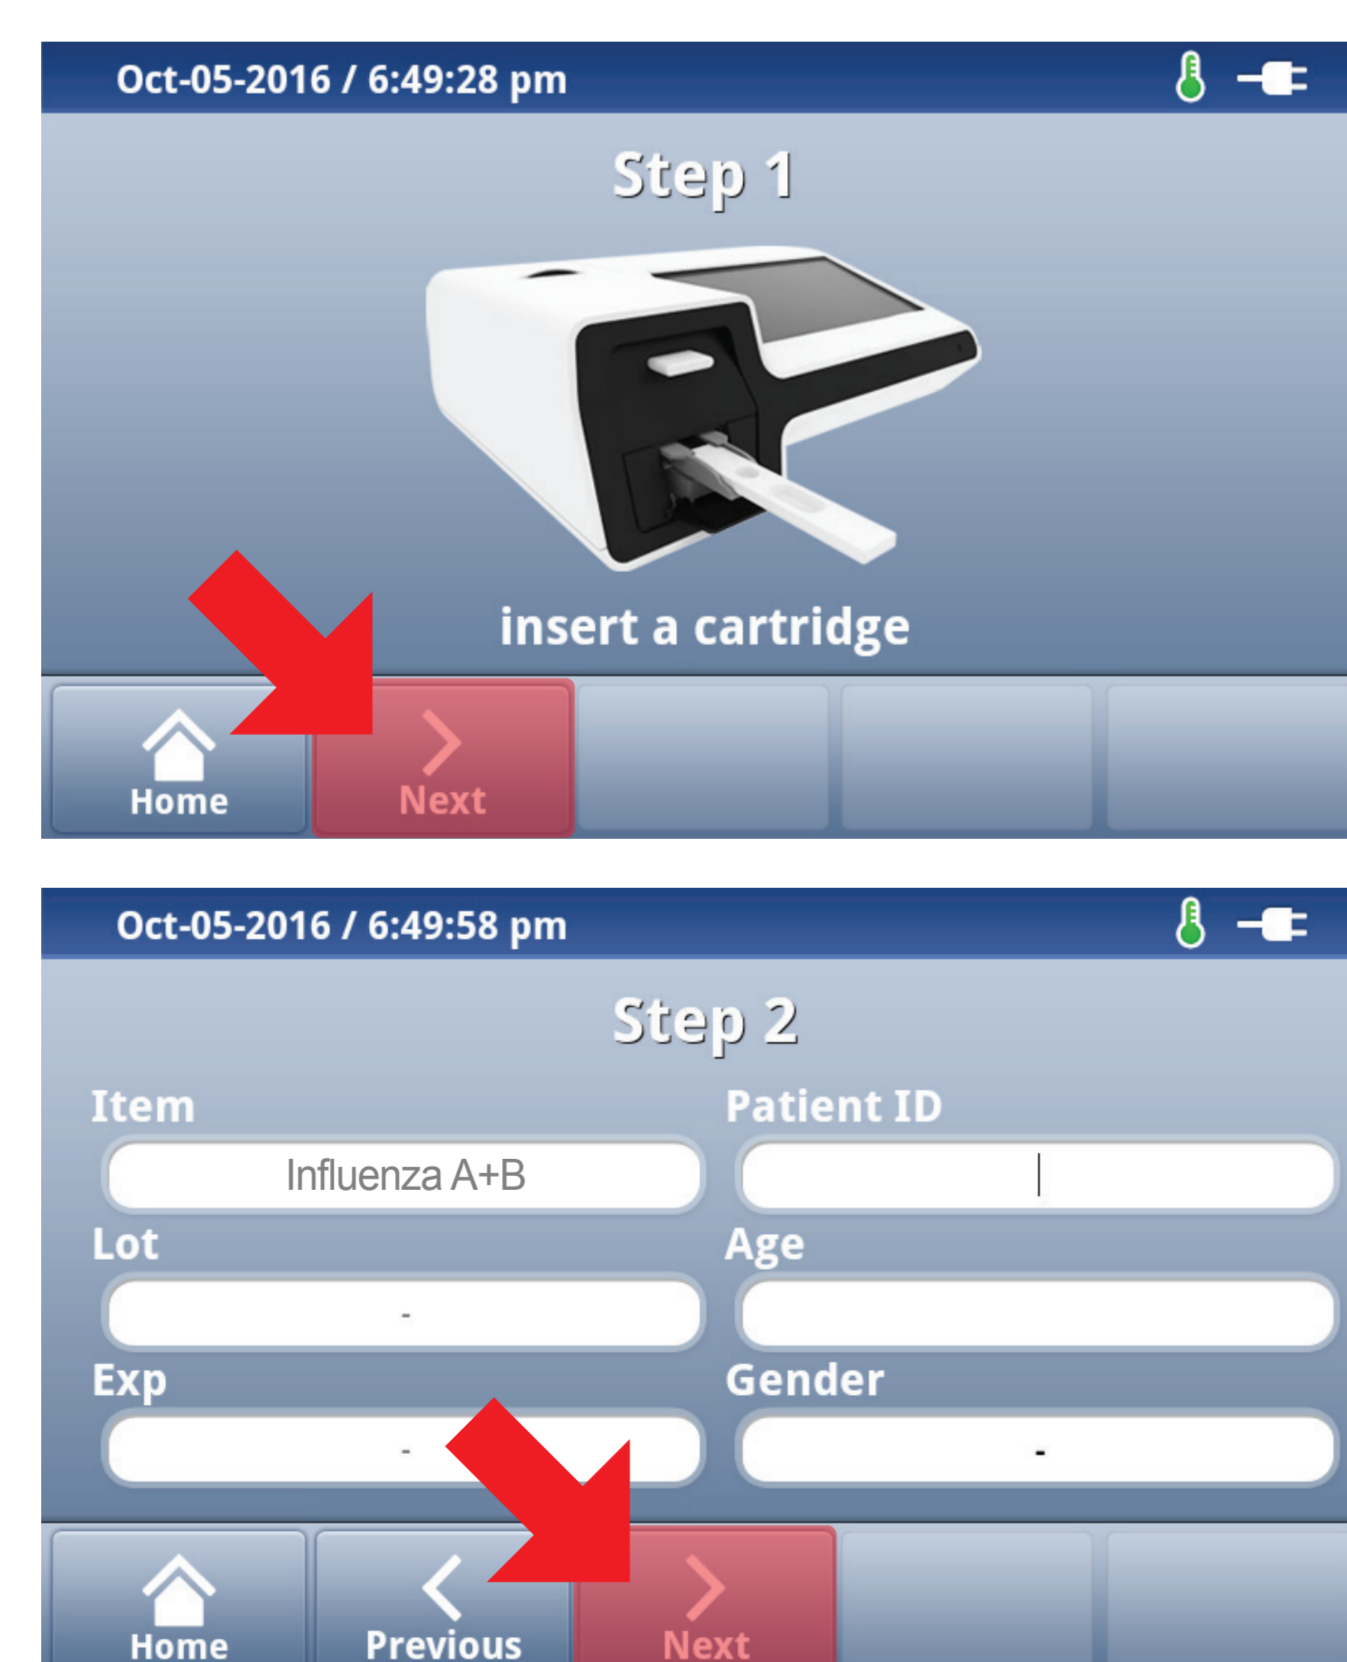 Oct-05-2016 / 6:49:28 pm
Step 1
insert a cartridge
Home
Next
Oct-05-2016 / 6:49:58 pm
Step 2
Item
Patient ID
Influenza A+B
Lot
Age
-
Exp
Gender
-
-
Home
Previous
Next